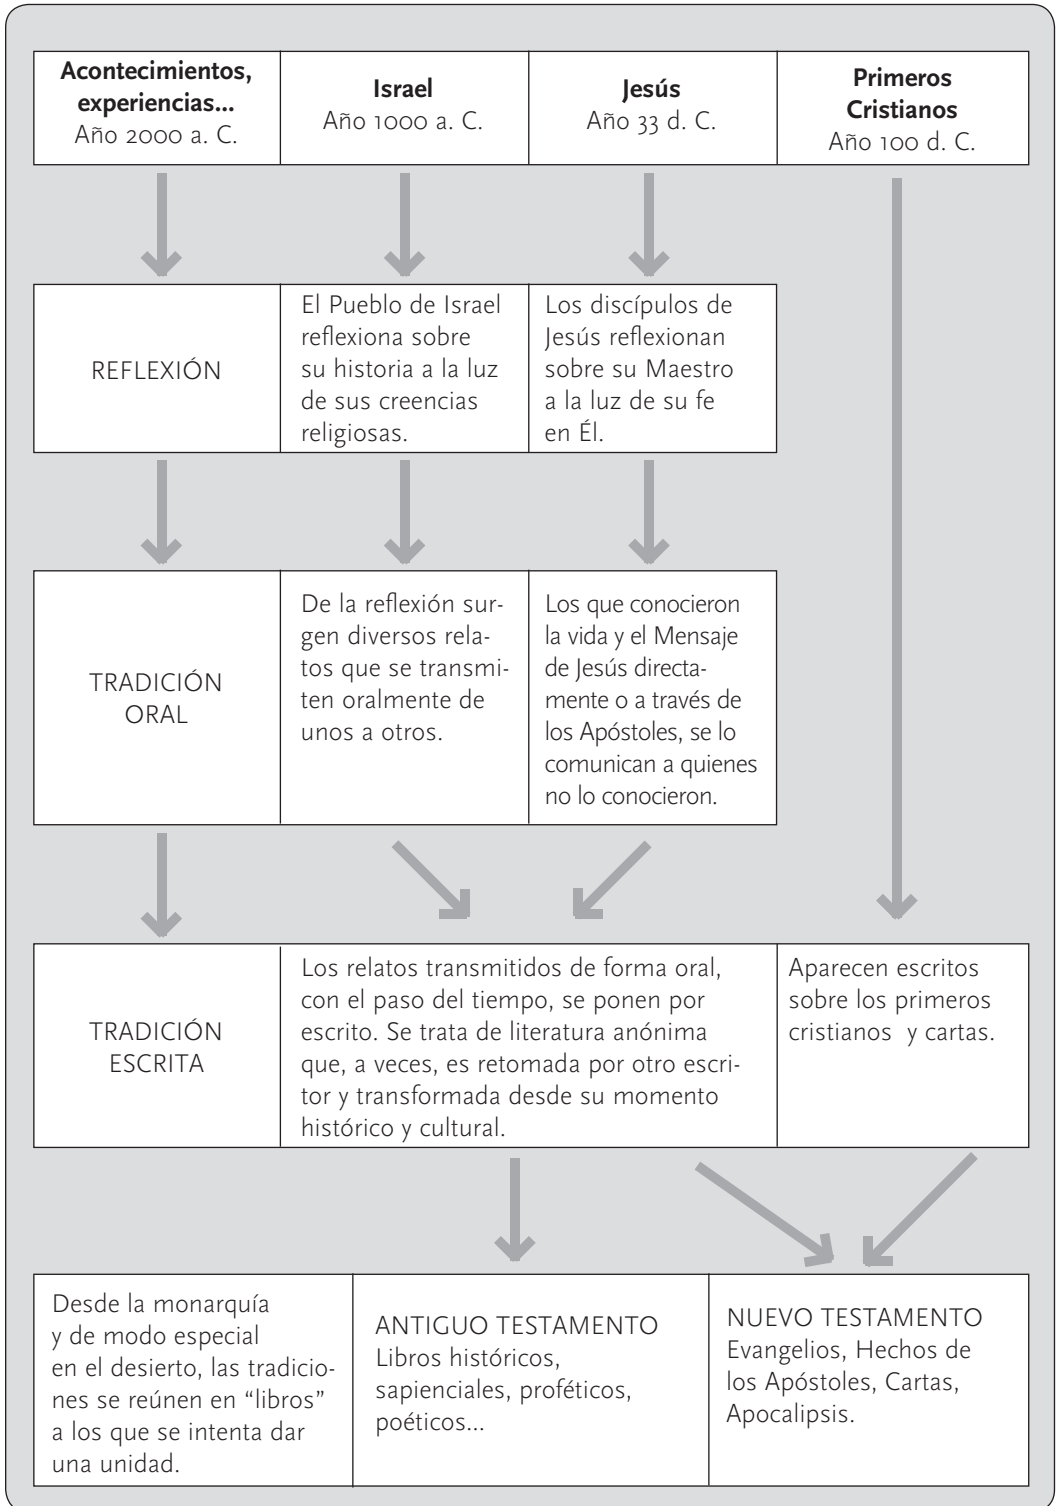 Acontecimientos,
experiencias...
Año 2000 a. C.
Israel
Año 1000 a. C.
Jesús
Año 33 d. C.
Primeros
Cristianos
Año 100 d. C.
REFLEXIÓN
El Pueblo de Israel
reflexiona sobre
su historia a la luz
de sus creencias
religiosas.
Los discípulos de
Jesús reflexionan
sobre su Maestro
a la luz de su fe
en Él.
TRADICIÓN
ORAL
De la reflexión sur-
gen diversos rela-
tos que se transmi-
ten oralmente de
unos a otros.
Los que conocieron
la vida y el Mensaje
de Jesús directa-
mente o a través de
los Apóstoles, se lo
comunican a quienes
no lo conocieron.
TRADICIÓN
ESCRITA
Los relatos transmitidos de forma oral,
con el paso del tiempo, se ponen por
escrito. Se trata de literatura anónima
que, a veces, es retomada por otro escri-
tor y transformada desde su momento
histórico y cultural.
Aparecen escritos
sobre los primeros
cristianos y cartas.
Desde la monarquía
y de modo especial
en el desierto, las tradicio-
nes se reúnen en “libros”
a los que se intenta dar
una unidad.
ANTIGUO TESTAMENTO
Libros históricos,
sapienciales, proféticos,
poéticos...
NUEVO TESTAMENTO
Evangelios, Hechos de
los Apóstoles, Cartas,
Apocalipsis.